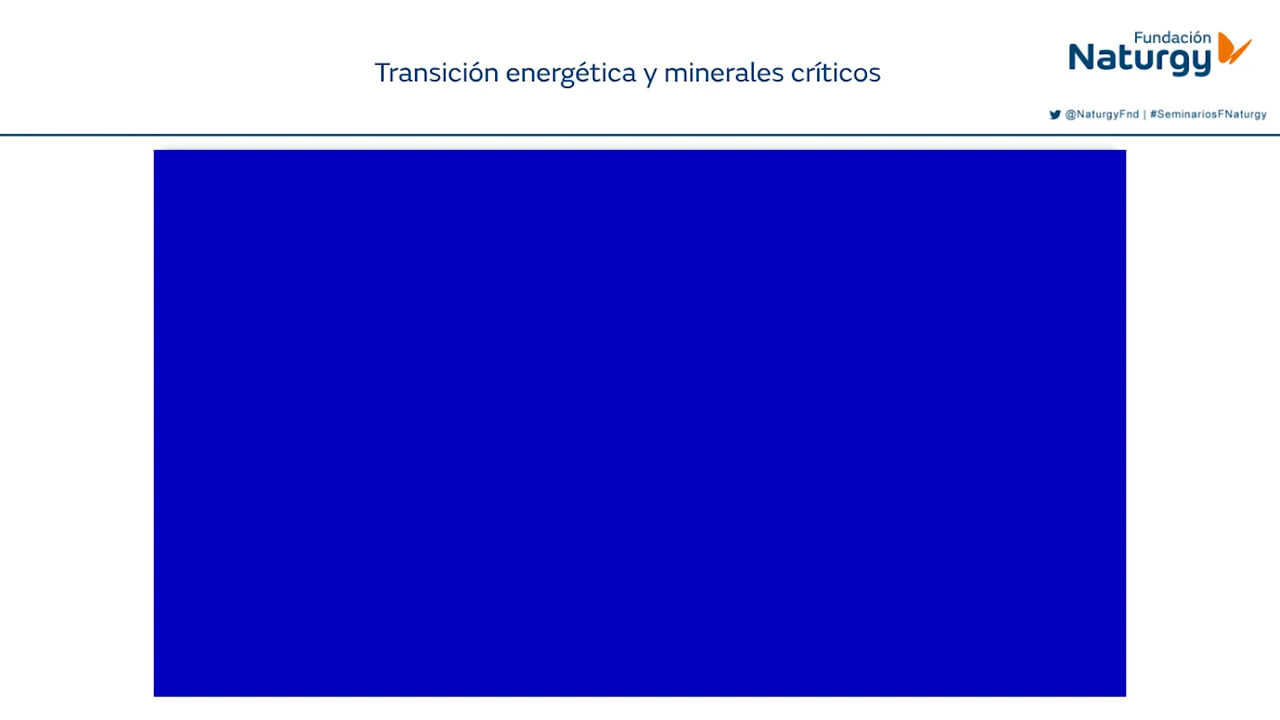 Transición energética y minerales críticos
Fundación
Naturgy
@NaturgyFnd | #SeminariosFNaturgy